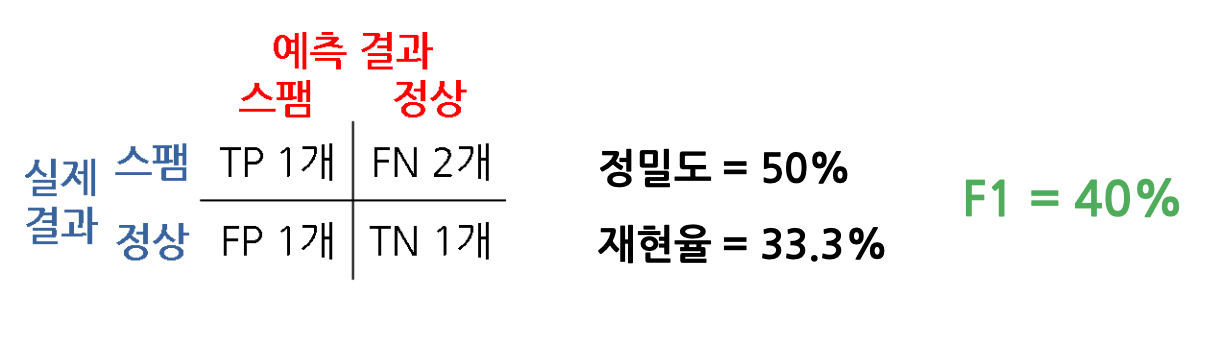 예측 결과
스팸 정상
실제 결과
스팸 TP 1개 FN 2개
정상 FP 1개 TN 1개
정밀도 = 50%
재현율 = 33.3%
F1 = 40%